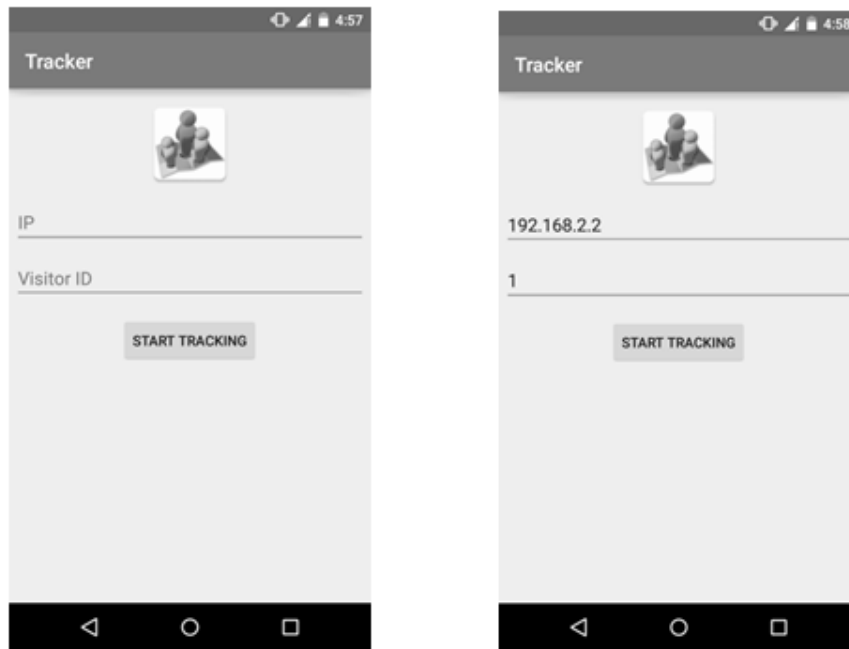 4:57
Tracker
IP
Visitor ID
START TRACKING
4:58
Tracker
192.168.2.2
1
START TRACKING